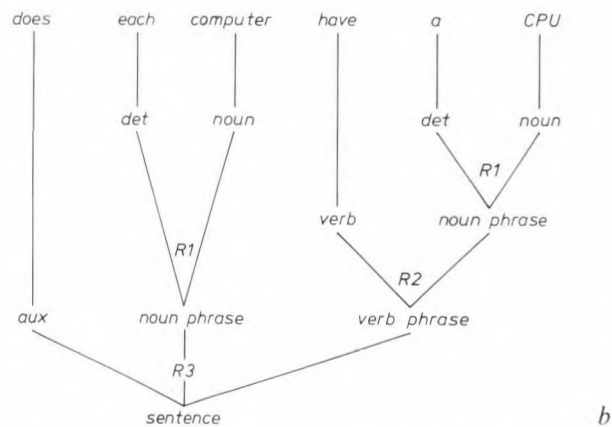 does each computer have a CPU
det noun det noun
R1
verb noun phrase
R1
R2
aux noun phrase verb phrase
R3
sentence
b